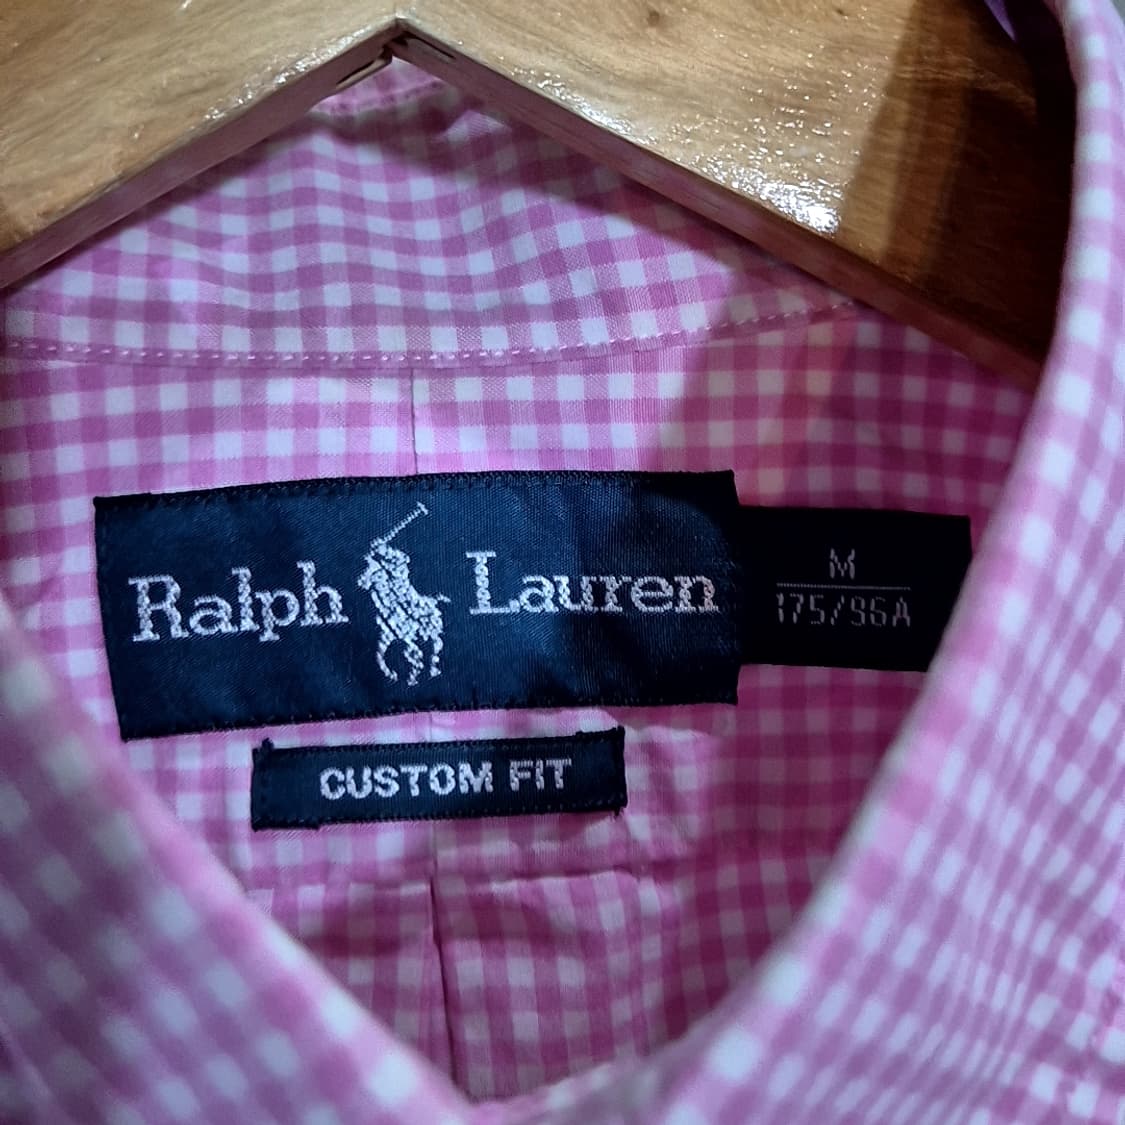 Ralph Lauren
M
175/96A
CUSTOM FIT